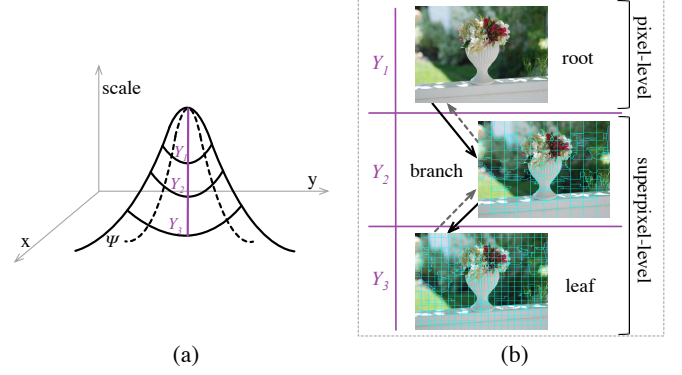 scale
y
x
Y1
Y2
Y3
Ψ
(a)
Y1
root
pixel-level
Y2
branch
superpixel-level
Y3
leaf
(b)